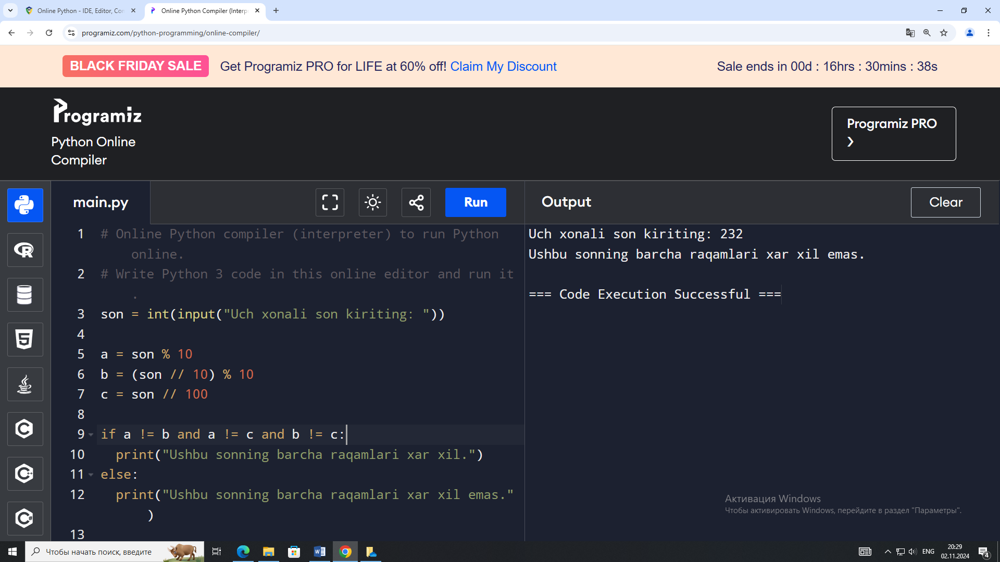 Online Python - IDE, Editor, Con
Online Python Compiler (Interp
programiz.com/python-programming/online-compiler/
BLACK FRIDAY SALE Get Programiz PRO for LIFE at 60% off! Claim My Discount Sale ends in 00d : 16hrs : 30mins : 38s
Programiz
Python Online
Compiler
Programiz PRO
❯
main.py
Run
Output
Clear
1 # Online Python compiler (interpreter) to run Python
online.
2 # Write Python 3 code in this online editor and run it
.
3 son = int(input("Uch xonali son kiriting: "))
4
5 a = son % 10
6 b = (son // 10) % 10
7 c = son // 100
8
9 if a != b and a != c and b != c:
10 print("Ushbu sonning barcha raqamlari xar xil.")
11 else:
12 print("Ushbu sonning barcha raqamlari xar xil emas."
)
13
Uch xonali son kiriting: 232
Ushbu sonning barcha raqamlari xar xil emas.
=== Code Execution Successful ===
Активация Windows
Чтобы активировать Windows, перейдите в раздел "Параметры".
Чтобы начать поиск, введите
ENG
20:29
02.11.2024
4